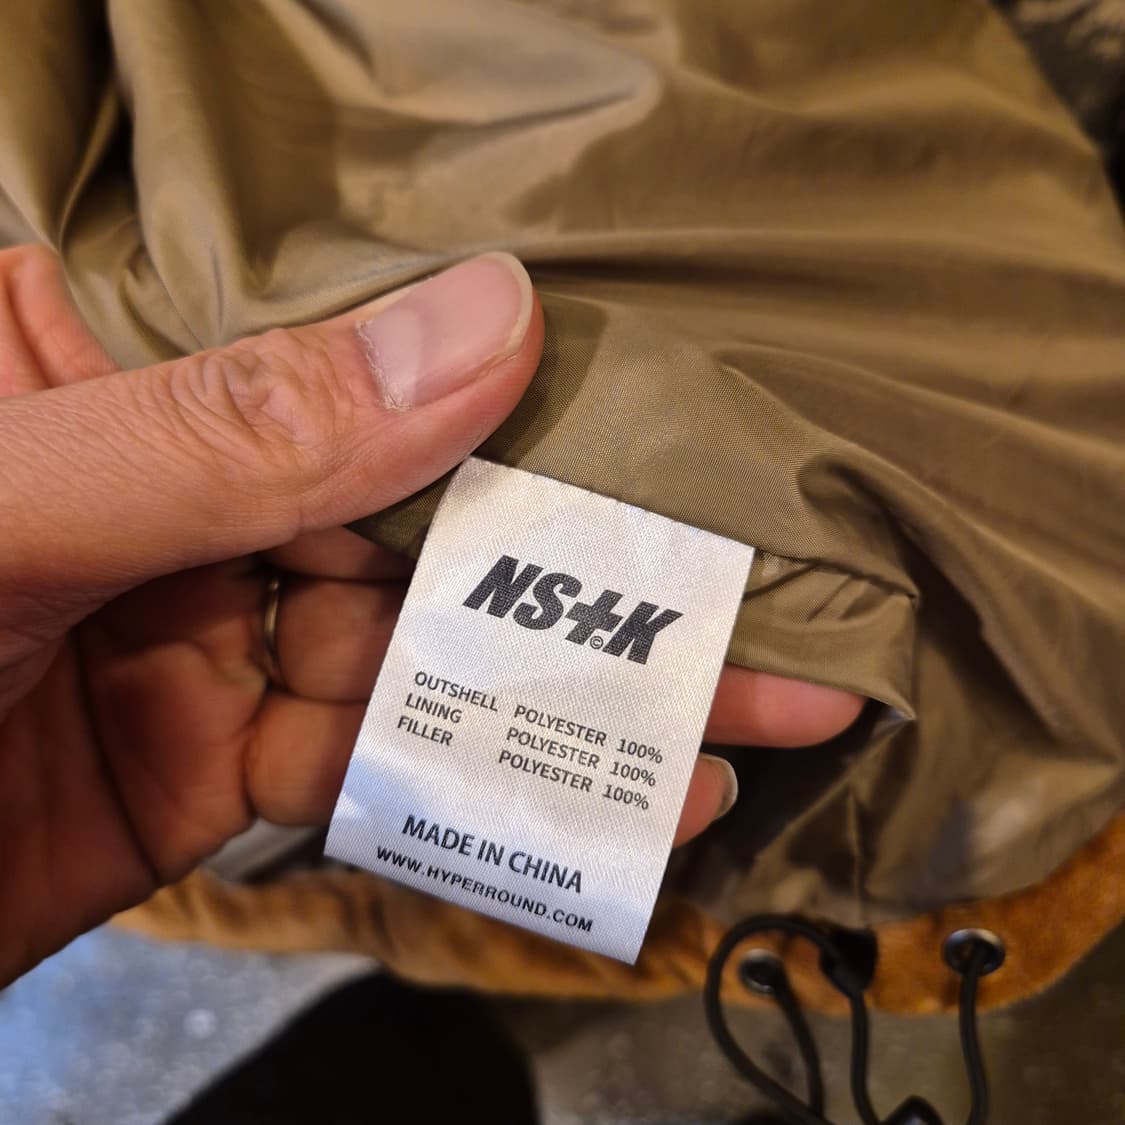 NS+K
©
OUTSHELL POLYESTER 100%
LINING POLYESTER 100%
FILLER POLYESTER 100%
MADE IN CHINA
WWW.HYPERROUND.COM